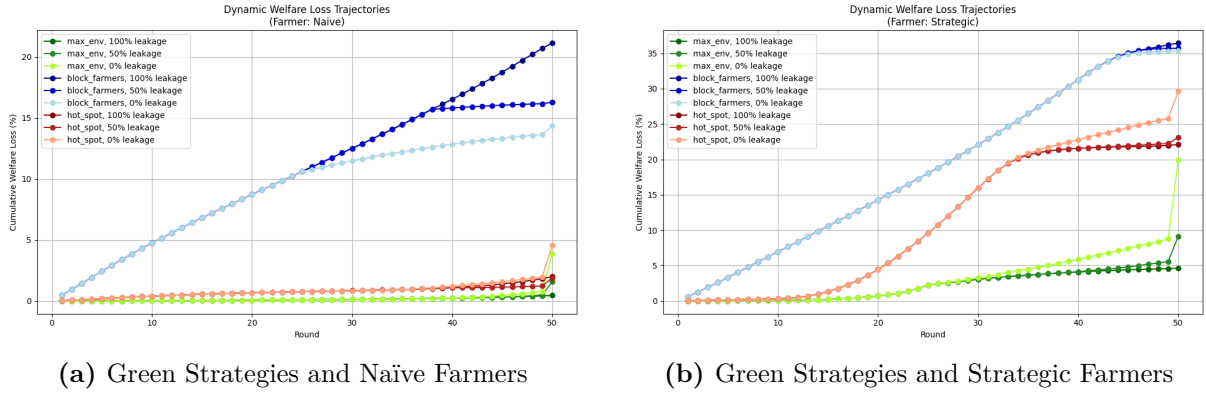 Dynamic Welfare Loss Trajectories
(Farmer: Naive)
max_env, 100% leakage
max_env, 50% leakage
max_env, 0% leakage
block_farmers, 100% leakage
block_farmers, 50% leakage
block_farmers, 0% leakage
hot_spot, 100% leakage
hot_spot, 50% leakage
hot_spot, 0% leakage
Cumulative Welfare Loss (%)
20
15
10
5
0
0
10
20
30
40
50
Round
(a) Green Strategies and Naïve Farmers
Dynamic Welfare Loss Trajectories
(Farmer: Strategic)
max_env, 100% leakage
max_env, 50% leakage
max_env, 0% leakage
block_farmers, 100% leakage
block_farmers, 50% leakage
block_farmers, 0% leakage
hot_spot, 100% leakage
hot_spot, 50% leakage
hot_spot, 0% leakage
Cumulative Welfare Loss (%)
35
30
25
20
15
10
5
0
0
10
20
30
40
50
Round
(b) Green Strategies and Strategic Farmers